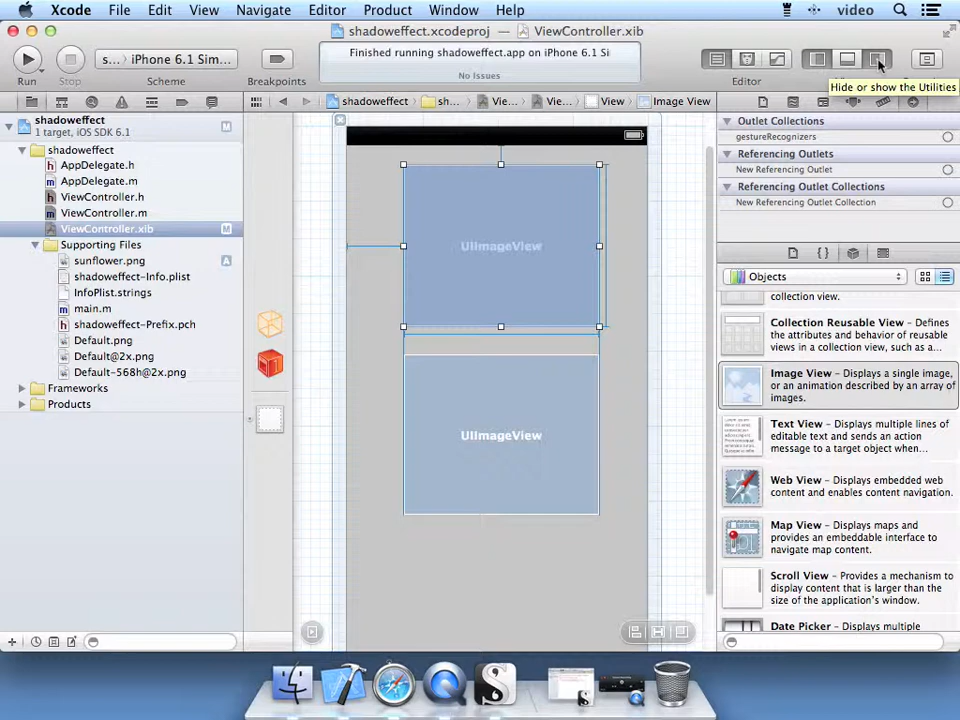 Xcode File Edit View Navigate Editor Product Window Help video
shadoweffect.xcodeproj › ViewController.xib
Run Stop
s... › iPhone 6.1 Sim...
Scheme
Breakpoints
Finished running shadoweffect.app on iPhone 6.1 Si
No Issues
Editor
Hide or show the Utilities
shadoweffect
1 target, iOS SDK 6.1
M
shadoweffect
AppDelegate.h
AppDelegate.m
ViewController.h
ViewController.m
ViewController.xib M
Supporting Files
sunflower.png A
shadoweffect-Info.plist
InfoPlist.strings
main.m
shadoweffect-Prefix.pch
Default.png
Default@2x.png
Default-568h@2x.png
Frameworks
Products
shadoweffect › sh... › Vie... › Vie... › View › Image View
UIImageView
UIImageView
Outlet Collections
gestureRecognizers
Referencing Outlets
New Referencing Outlet
Referencing Outlet Collections
New Referencing Outlet Collection
Objects
collection view.
Collection Reusable View – Defines
the attributes and behavior of reusable
views in a collection view, such as a...
Image View – Displays a single image,
or an animation described by an array of
images.
Text View – Displays multiple lines of
editable text and sends an action
message to a target object when...
Web View – Displays embedded web
content and enables content navigation.
Map View – Displays maps and
provides an embeddable interface to
navigate map content.
Scroll View – Provides a mechanism to
display content that is larger than the
size of the application's window.
Date Picker – Displays multiple